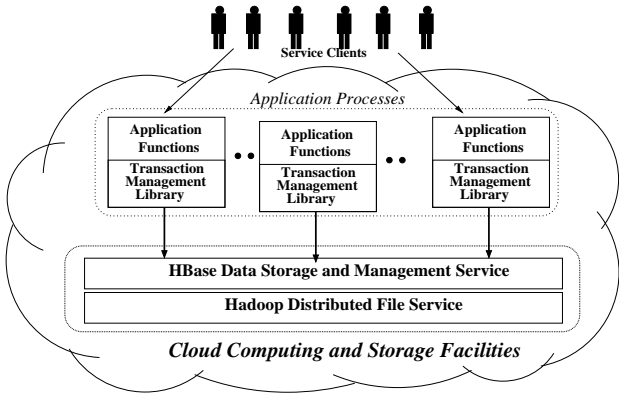 Service Clients
Application Processes
Application
Functions
Transaction
Management
Library
Application
Functions
Transaction
Management
Library
Application
Functions
Transaction
Management
Library
HBase Data Storage and Management Service
Hadoop Distributed File Service
Cloud Computing and Storage Facilities